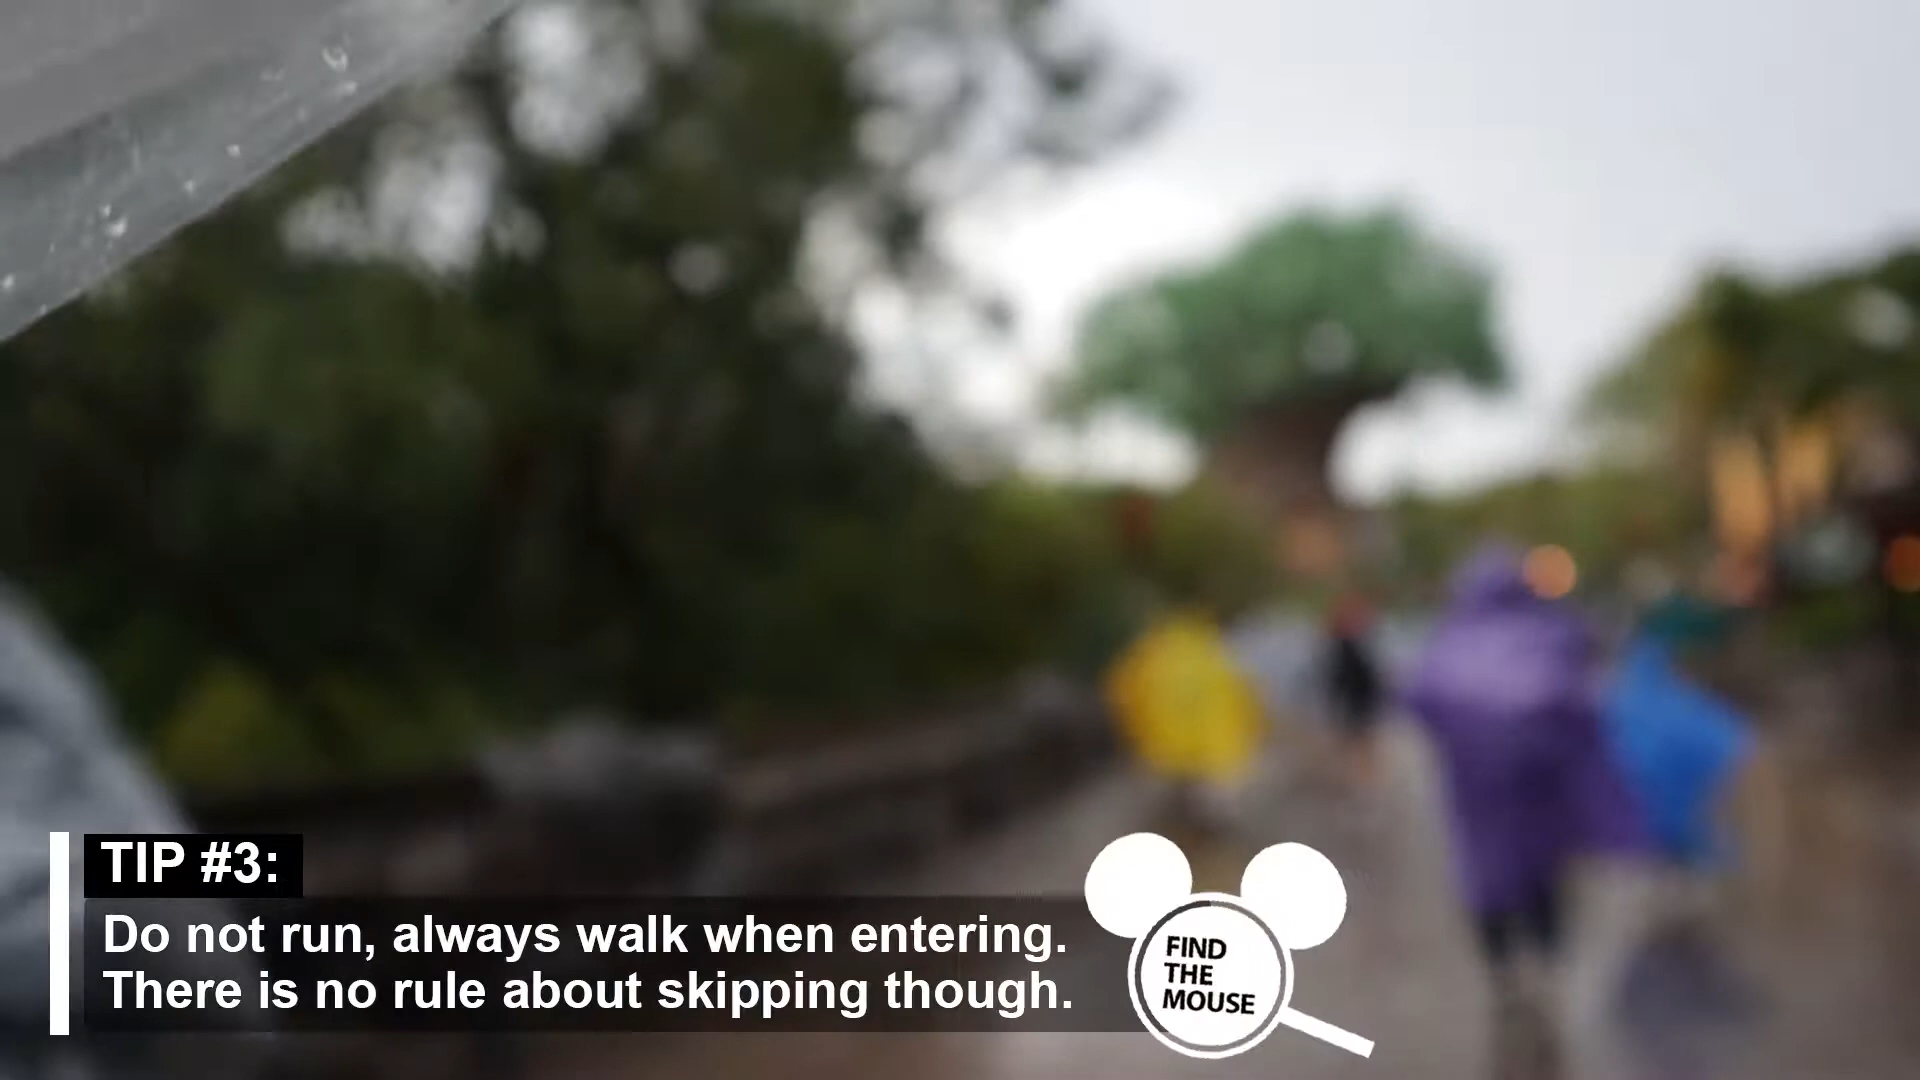 TIP #3:
Do not run, always walk when entering.
There is no rule about skipping though.
FIND
THE
MOUSE